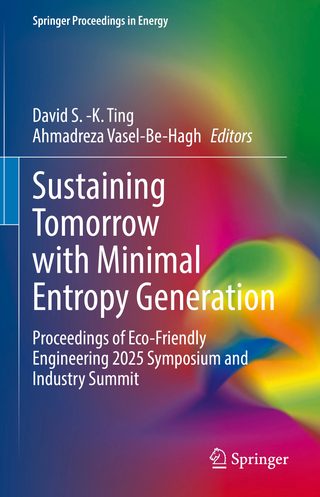 Springer Proceedings in Energy
David S. -K. Ting
Ahmadreza Vasel-Be-Hagh Editors
Sustaining
Tomorrow
with Minimal
Entropy Generation
Proceedings of Eco-Friendly
Engineering 2025 Symposium and
Industry Summit
Springer